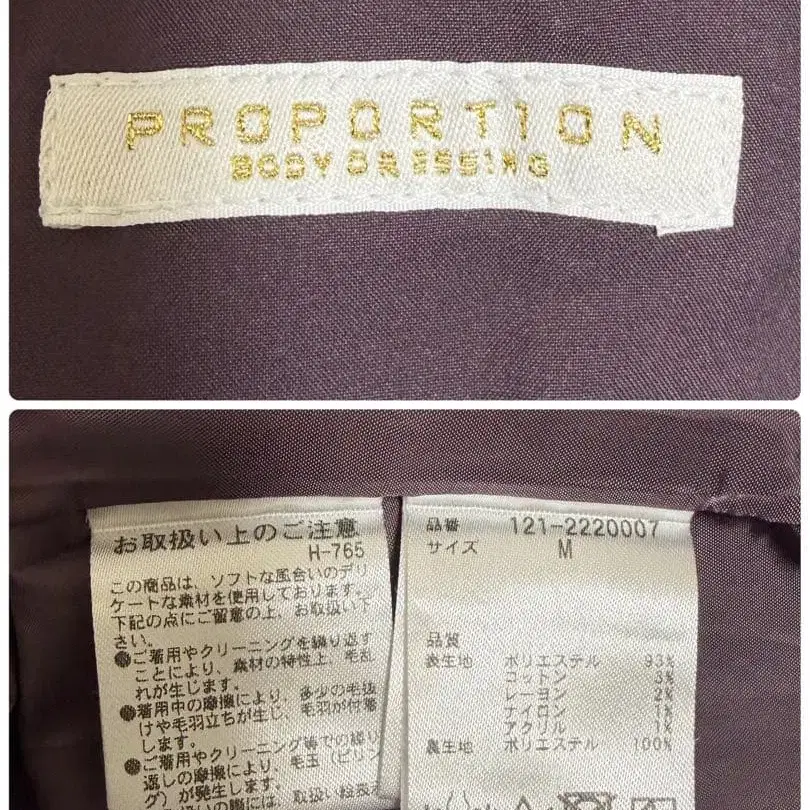 PROPORTION
BODY DRESSING
お取扱い上のご注意
H-765
この商品は、ソフトな風合いのデリ
ケートな素材を使用しております。
下記の点にご留意の上、お取扱い下
さい。
●ご着用やクリーニングを繰り返す
ことにより、素材の特性上、毛乱
れが生じます。
●着用中の摩擦により、多少の毛抜
けや毛羽立ちが生じ、毛羽が付着
します。
●ご着用やクリーニング等での繰り
返しの摩擦により、毛玉(ピリン
グ)が発生します。
扱いの際は、取扱い絵表示
品番 121-2220007
サイズ M
品質
表生地 ポリエステル 93%
コットン 3%
レーヨン 2%
ナイロン 1%
アクリル 1%
裏生地 ポリエステル 100%